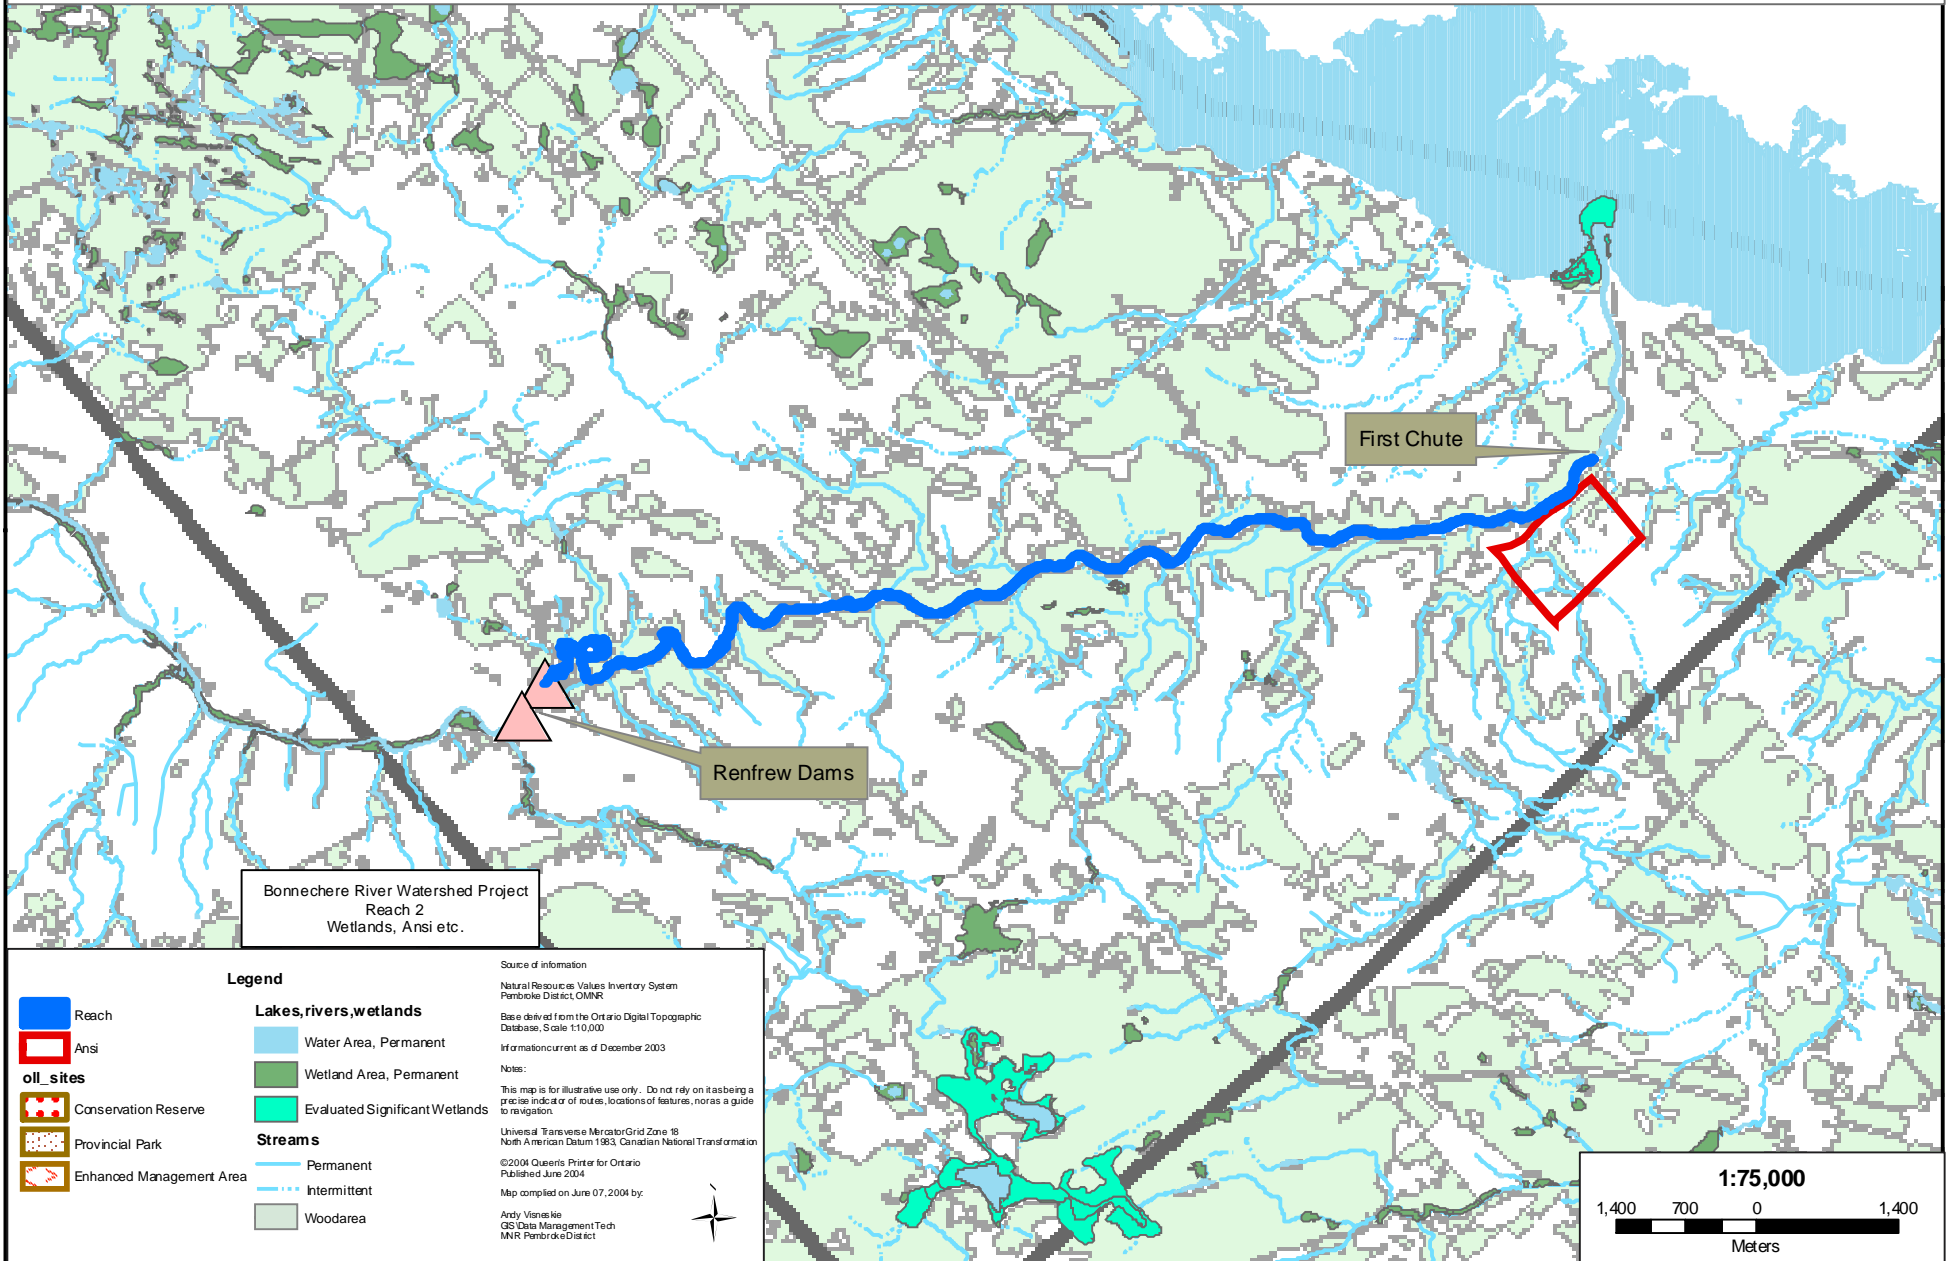 First Chute
Renfrew Dams
Bonnechere River Watershed Project
Reach 2
Wetlands, Ansi etc.
Legend
Reach
Ansi
oll_sites
Conservation Reserve
Provincial Park
Enhanced Management Area
Lakes,rivers,wetlands
Water Area, Permanent
Wetland Area, Permanent
Evaluated Significant Wetlands
Streams
Permanent
Intermittent
Woodarea
Source of information
Natural Resources Values Inventory System
Pembroke District, OMNR
Base derived from the Ontario Digital Topographic
Database, Scale 1:10,000
Information current as of December 2003
Notes:
This map is for illustrative use only. Do not rely on it as being a
precise indicator of routes, locations of features, nor as a guide
to navigation.
Universal Transverse Mercator Grid Zone 18
North American Datum 1983, Canadian National Transformation
©2004 Queen's Printer for Ontario
Published June 2004
Map complied on June 07, 2004 by:
Andy Visneskie
GIS\Data Management Tech
MNR Pembroke District
1:75,000
1,400 700 0 1,400
Meters